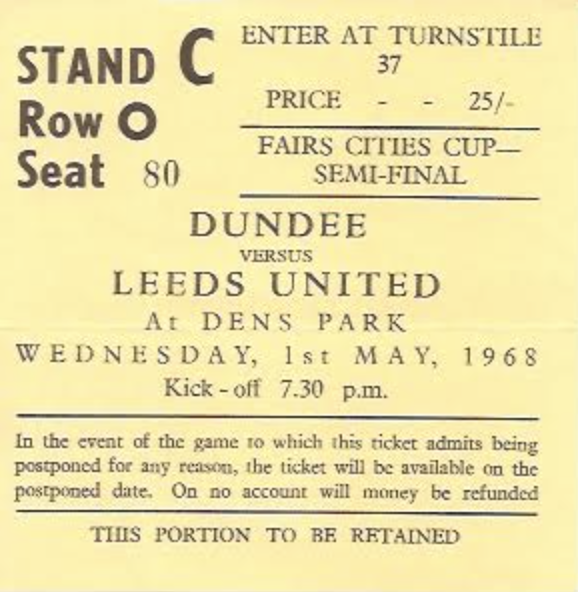 STAND C
Row O
Seat 80
ENTER AT TURNSTILE
37
PRICE - - 25/-
FAIRS CITIES CUP—
SEMI-FINAL
DUNDEE
VERSUS
LEEDS UNITED
At DENS PARK
WEDNESDAY, 1st MAY, 1968
Kick-off 7.30 p.m.
In the event of the game to which this ticket admits being
postponed for any reason, the ticket will be available on the
postponed date. On no account will money be refunded
THIS PORTION TO BE RETAINED